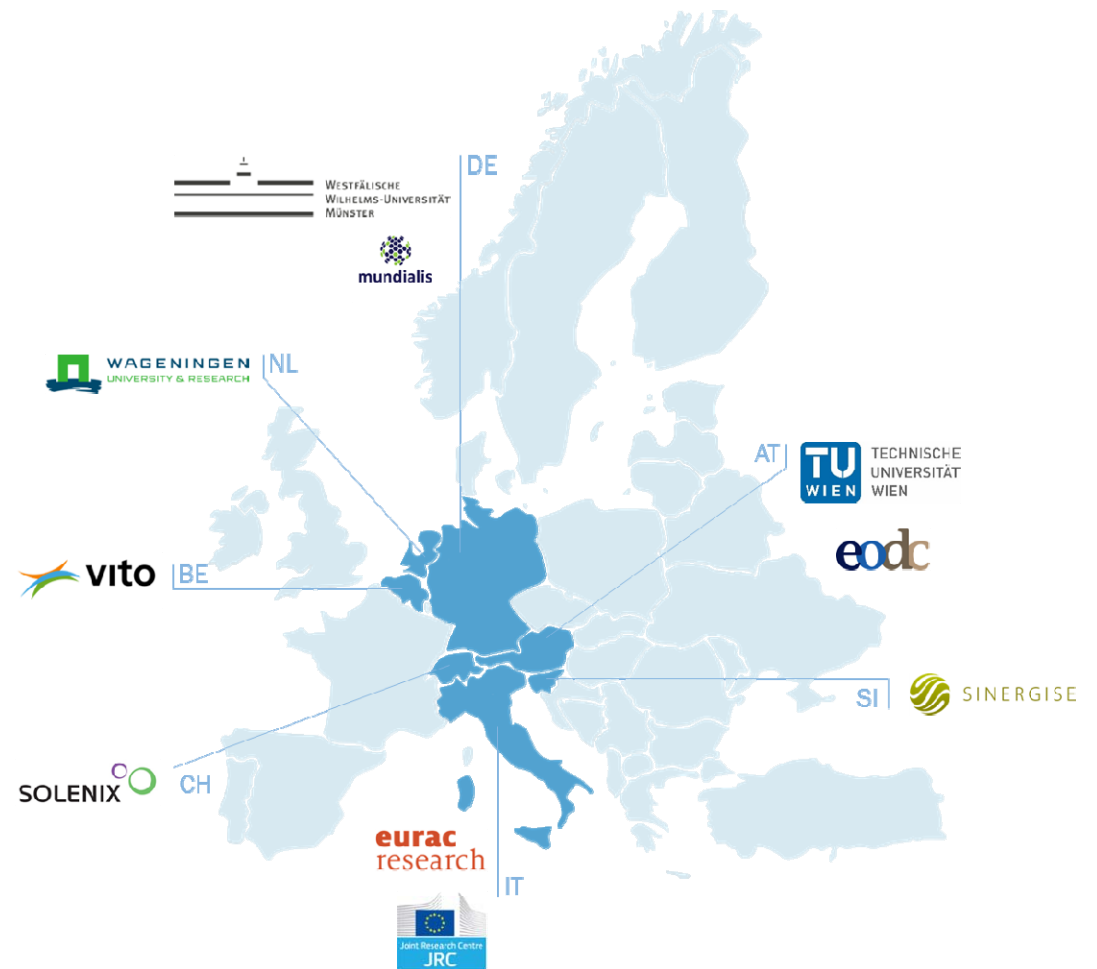 DE
WESTFÄLISCHE
WILHELMS-UNIVERSITÄT
MÜNSTER
mundialis
WAGENINGEN
UNIVERSITY & RESEARCH
NL
AT
TU
WIEN
TECHNISCHE
UNIVERSITÄT
WIEN
eodc
vito
BE
SI
SINERGISE
SOLENIX
CH
eurac
research
IT
Joint Research Centre
JRC